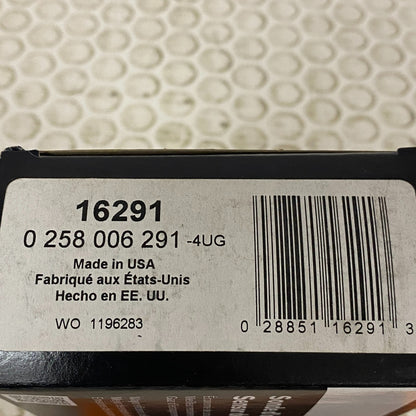 16291
0 258 006 291 -4UG
Made in USA
Fabriqué aux États-Unis
Hecho en EE. UU.
WO 1196283
0 28851 16291 3